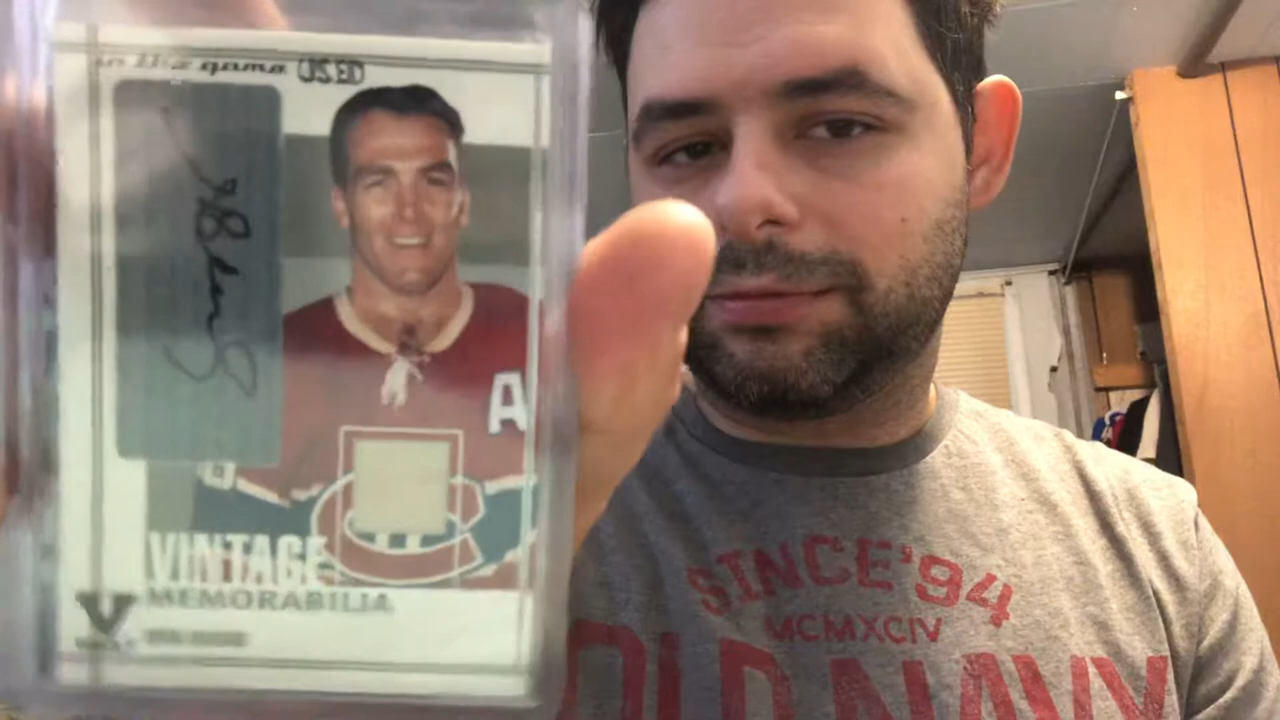 in the game USED
A
VINTAGE
MEMORABILIA
V
SINCE'94
MCMXCIV
OLD NAVY